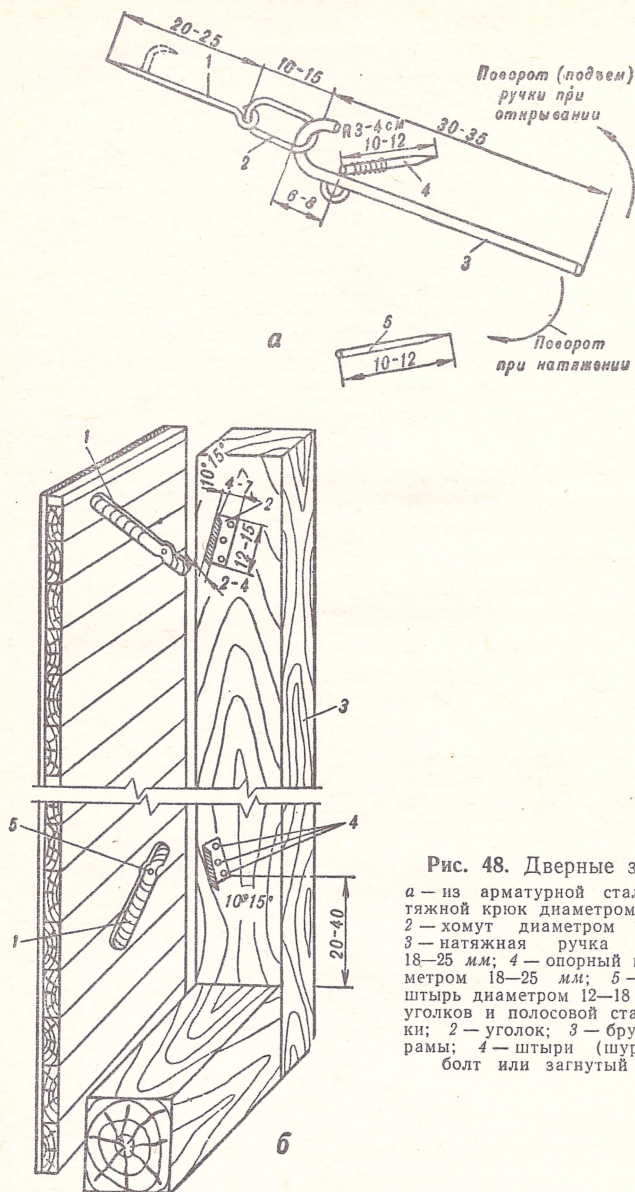 20-25
1
10-15
Поворот (подъем)
ручки при
открывании
R3-4см
10-12
30-35
2
4
6-8
3
а
5
10-12
Поворот
при натяжении
1
10°15°
4-7
2
12-15
2-4
3
5
4
1
10°15°
20-40
б
Рис. 48. Дверные
а — из арматурной
тяжной крюк диаметром
2 — хомут диаметром
3 — натяжная ручка
18—25 мм; 4 — опорный
метром 18—25 мм; 5 —
штырь диаметром 12—18
уголков и полосовой
ки; 2 — уголок; 3 —
рамы; 4 — штыри
болт или загнутый